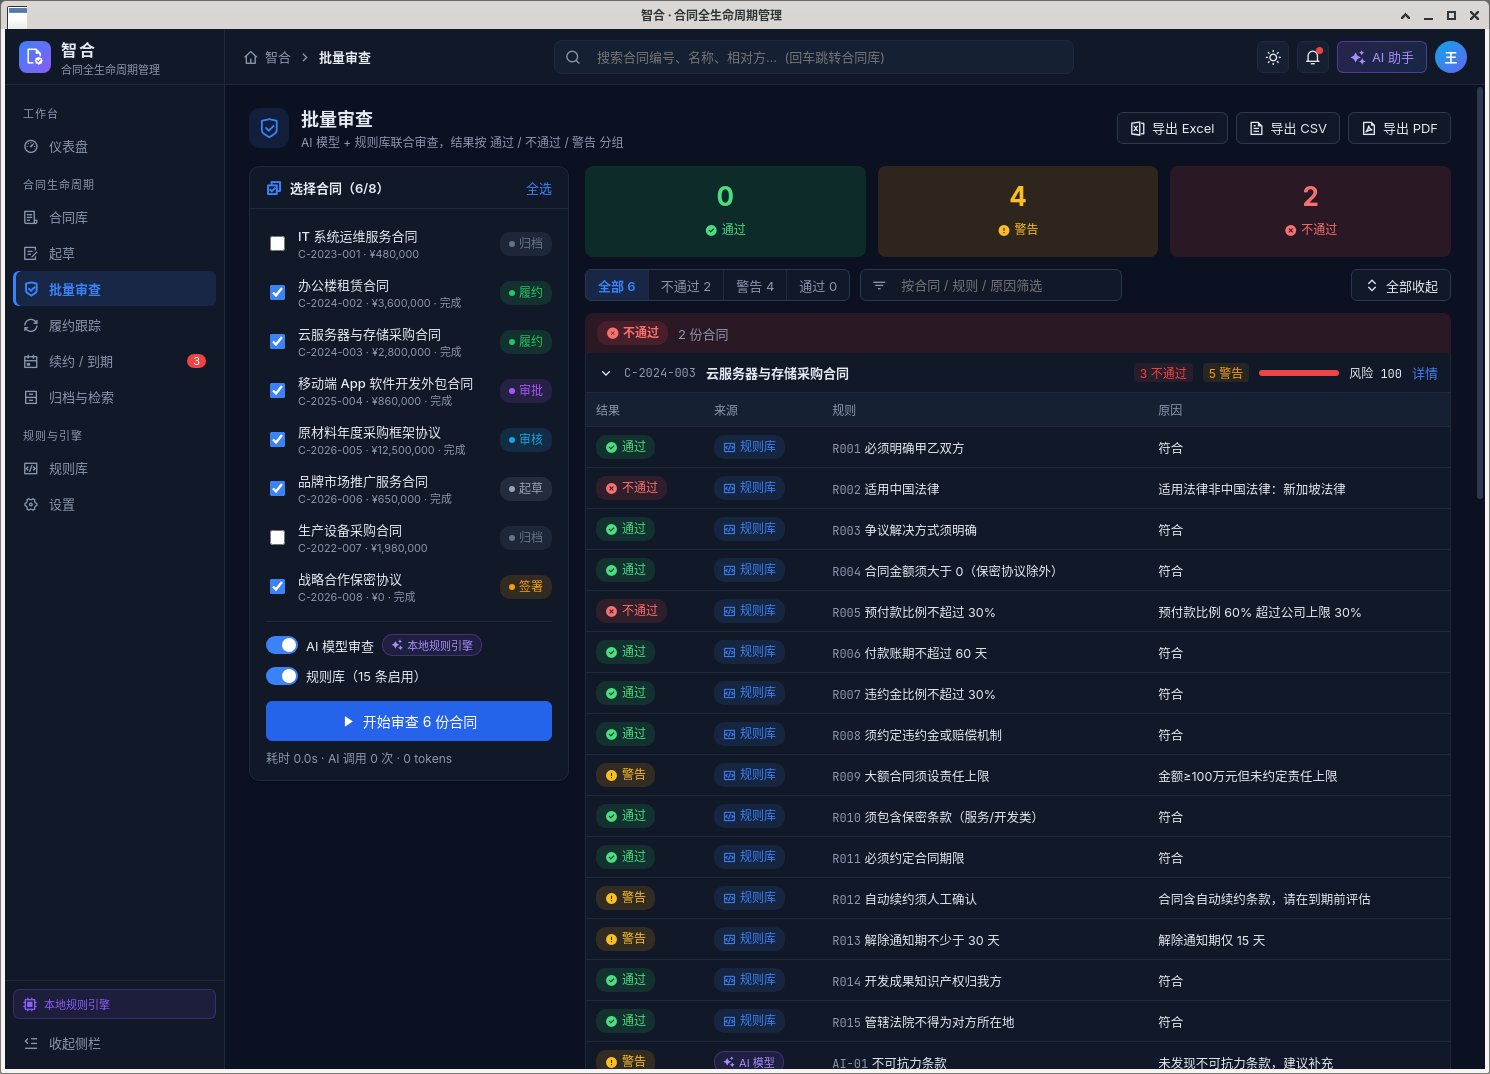 智合 · 合同全生命周期管理
智合
合同全生命周期管理
智合
批量审查
搜索合同编号、名称、相对方... (回车跳转合同库)
AI 助手
王
工作台
仪表盘
合同生命周期
合同库
起草
批量审查
履约跟踪
续约 / 到期
3
归档与检索
规则与引擎
规则库
设置
本地规则引擎
收起侧栏
批量审查
AI 模型 + 规则库联合审查，结果按 通过 / 不通过 / 警告 分组
导出 Excel
导出 CSV
导出 PDF
选择合同（6/8）
全选
IT 系统运维服务合同
C-2023-001 · ¥480,000
归档
办公楼租赁合同
C-2024-002 · ¥3,600,000 · 完成
履约
云服务器与存储采购合同
C-2024-003 · ¥2,800,000 · 完成
履约
移动端 App 软件开发外包合同
C-2025-004 · ¥860,000 · 完成
审批
原材料年度采购框架协议
C-2026-005 · ¥12,500,000 · 完成
审核
品牌市场推广服务合同
C-2026-006 · ¥650,000 · 完成
起草
生产设备采购合同
C-2022-007 · ¥1,980,000
归档
战略合作保密协议
C-2026-008 · ¥0 · 完成
签署
AI 模型审查
本地规则引擎
规则库（15 条启用）
开始审查 6 份合同
耗时 0.0s · AI 调用 0 次 · 0 tokens
0
通过
4
警告
2
不通过
全部 6
不通过 2
警告 4
通过 0
按合同 / 规则 / 原因筛选
全部收起
不通过
2 份合同
C-2024-003 云服务器与存储采购合同
3 不通过
5 警告
风险 100
详情
结果 来源 规则 原因
通过 规则库 R001 必须明确甲乙双方 符合
不通过 规则库 R002 适用中国法律 适用法律非中国法律：新加坡法律
通过 规则库 R003 争议解决方式须明确 符合
通过 规则库 R004 合同金额须大于 0（保密协议除外） 符合
不通过 规则库 R005 预付款比例不超过 30% 预付款比例 60% 超过公司上限 30%
通过 规则库 R006 付款账期不超过 60 天 符合
通过 规则库 R007 违约金比例不超过 30% 符合
通过 规则库 R008 须约定违约金或赔偿机制 符合
警告 规则库 R009 大额合同须设责任上限 金额≥100万元但未约定责任上限
通过 规则库 R010 须包含保密条款（服务/开发类） 符合
通过 规则库 R011 必须约定合同期限 符合
警告 规则库 R012 自动续约须人工确认 合同含自动续约条款，请在到期前评估
警告 规则库 R013 解除通知期不少于 30 天 解除通知期仅 15 天
通过 规则库 R014 开发成果知识产权归我方 符合
通过 规则库 R015 管辖法院不得为对方所在地 符合
警告 AI 模型 AI-01 不可抗力条款 未发现不可抗力条款，建议补充